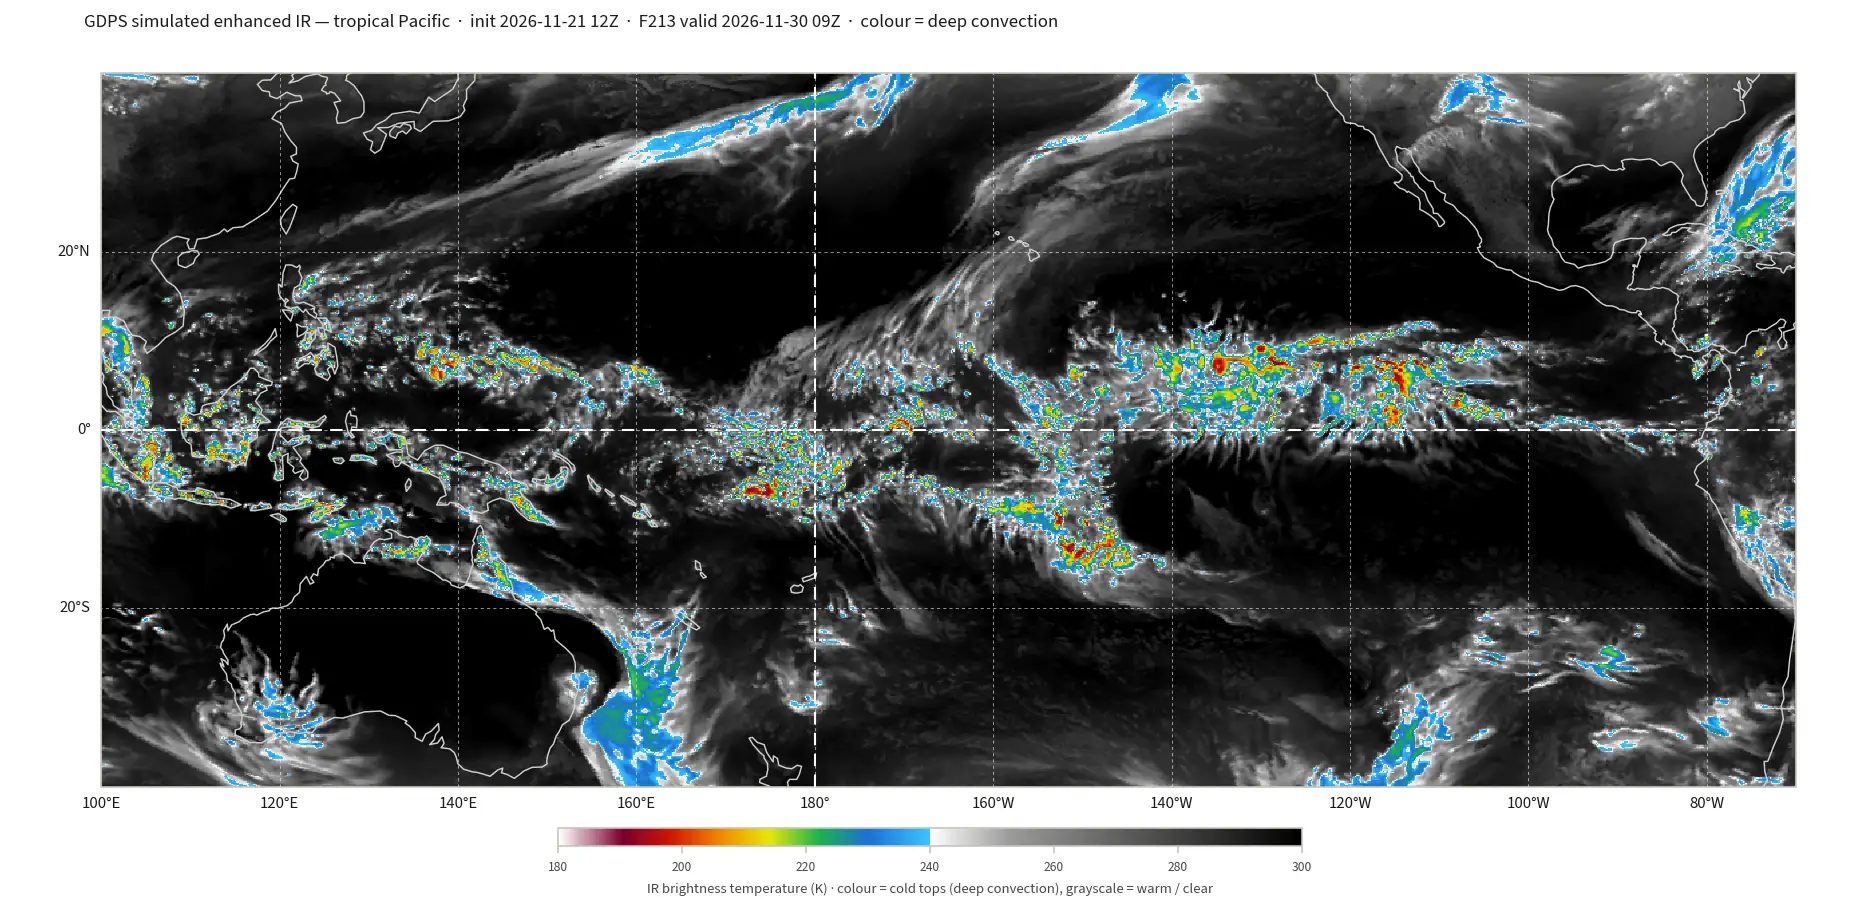 GDPS simulated enhanced IR — tropical Pacific · init 2026-11-21 12Z · F213 valid 2026-11-30 09Z · colour = deep convection
20°N
0°
20°S
100°E 120°E 140°E 160°E 180° 160°W 140°W 120°W 100°W 80°W
180 200 220 240 260 280 300
IR brightness temperature (K) · colour = cold tops (deep convection), grayscale = warm / clear